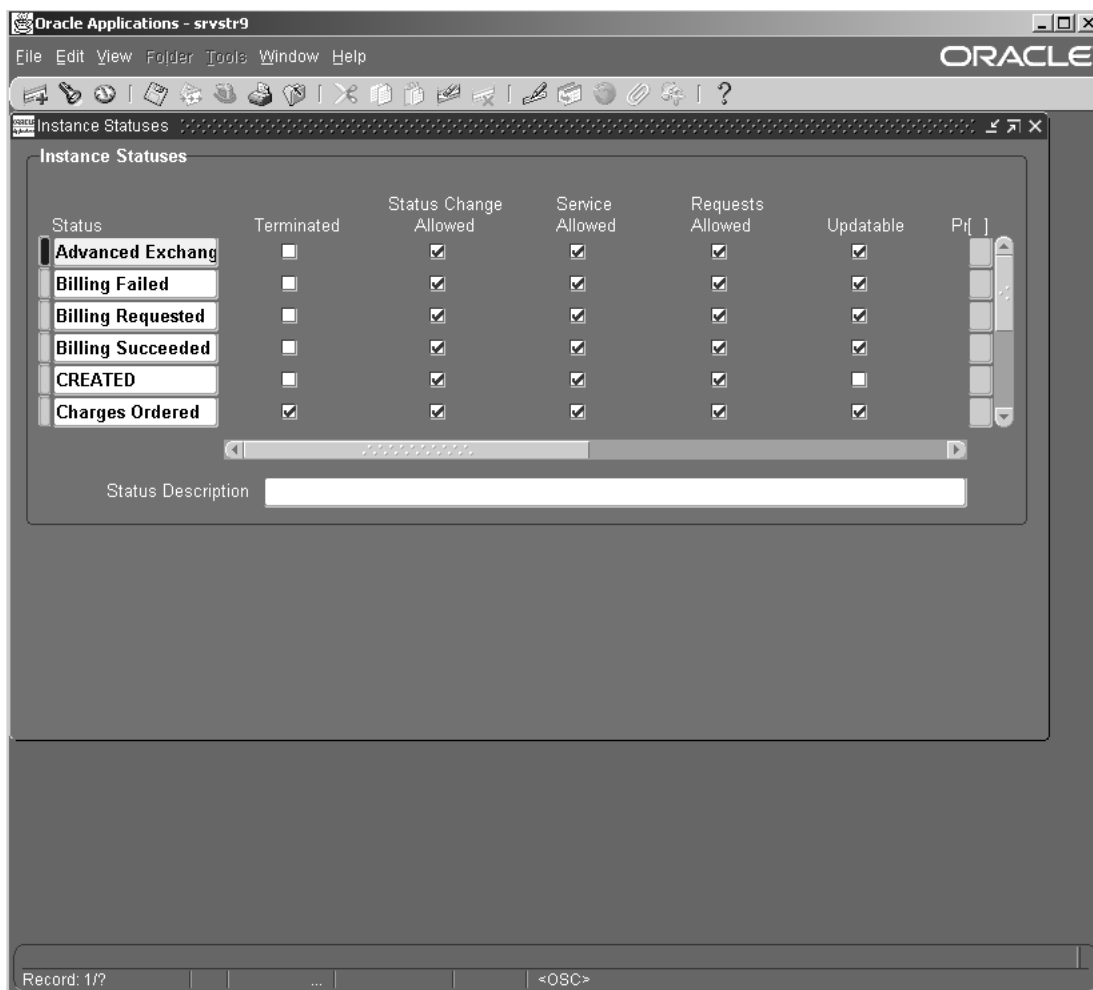 Oracle Applications - srvstr9
File Edit View Folder Tools Window Help
ORACLE
?
Instance Statuses
Instance Statuses
Status Change Service Requests
Status Terminated Allowed Allowed Allowed Updatable Pr[ ]
Advanced Exchang
Billing Failed
Billing Requested
Billing Succeeded
CREATED
Charges Ordered
Status Description
Record: 1/? ... <OSC>